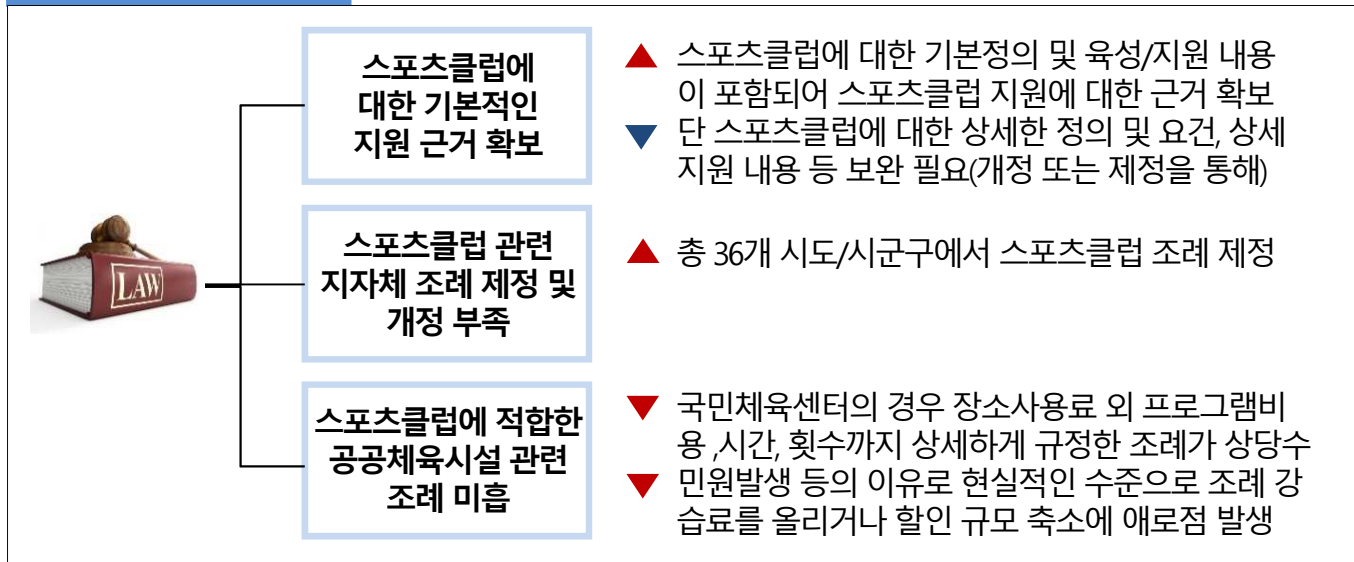 스포츠클럽에
대한 기본적인
지원 근거 확보
▲ 스포츠클럽에 대한 기본정의 및 육성/지원 내용
이 포함되어 스포츠클럽 지원에 대한 근거 확보
▼ 단 스포츠클럽에 대한 상세한 정의 및 요건, 상세
지원 내용 등 보완 필요(개정 또는 제정을 통해)
LAW
스포츠클럽 관련
지자체 조례 제정 및
개정 부족
▲ 총 36개 시도/시군구에서 스포츠클럽 조례 제정
스포츠클럽에 적합한
공공체육시설 관련
조례 미흡
▼ 국민체육센터의 경우 장소사용료 외 프로그램비
용 ,시간, 횟수까지 상세하게 규정한 조례가 상당수
▼ 민원발생 등의 이유로 현실적인 수준으로 조례 강
습료를 올리거나 할인 규모 축소에 애로점 발생